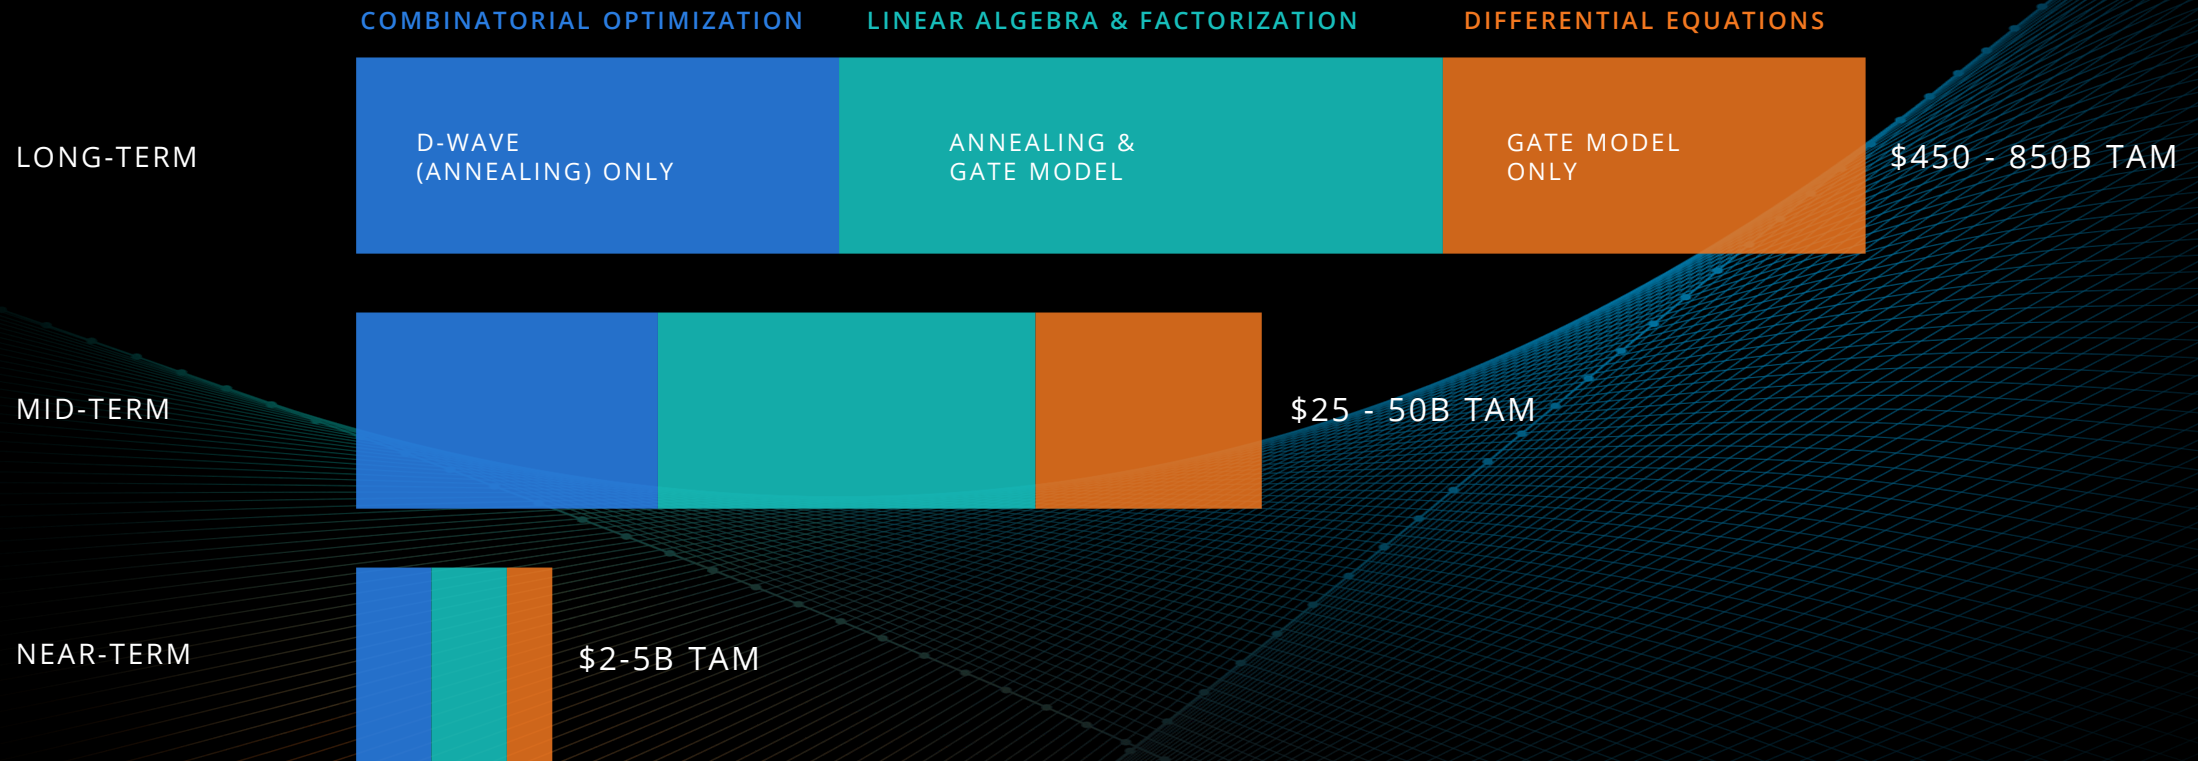 COMBINATORIAL OPTIMIZATION
LINEAR ALGEBRA & FACTORIZATION
DIFFERENTIAL EQUATIONS
LONG-TERM
D-WAVE
(ANNEALING) ONLY
ANNEALING &
GATE MODEL
GATE MODEL
ONLY
$450 - 850B TAM
MID-TERM
$25 - 50B TAM
NEAR-TERM
$2-5B TAM